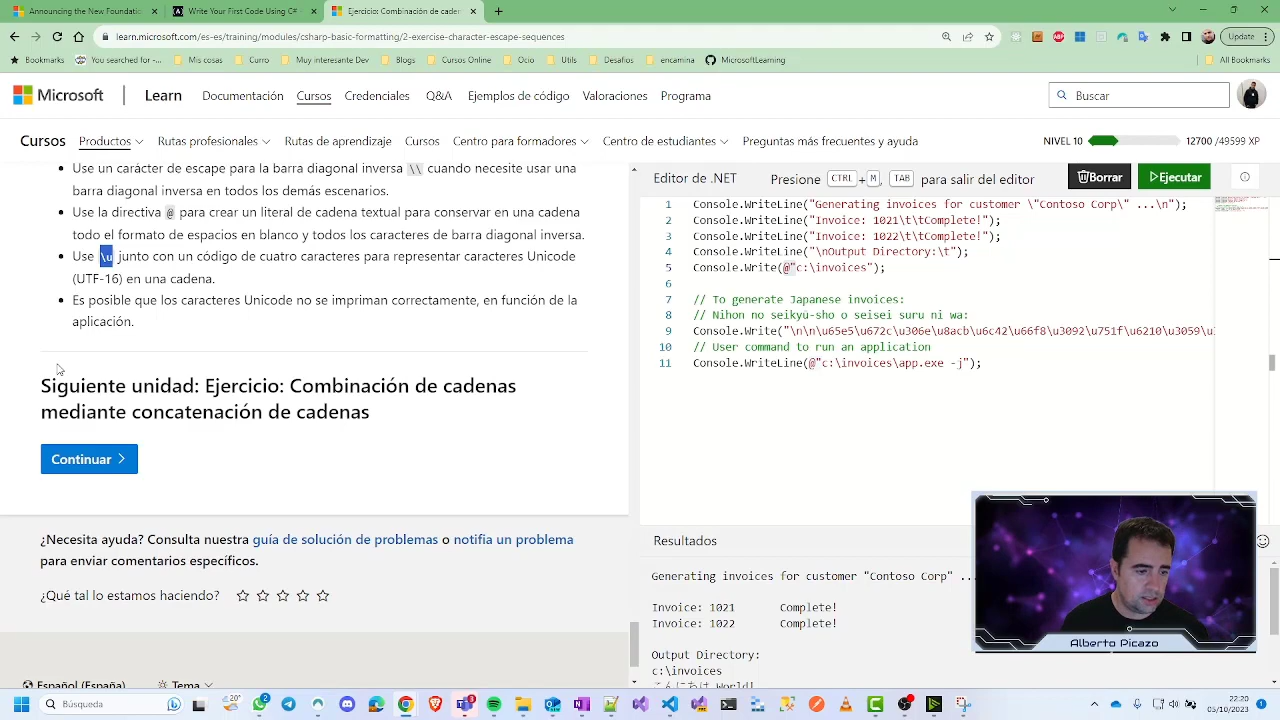 Announcing the New Foundatic
Write Your First Code Using C#
Ejercicio: Combinación de caden
learn.microsoft.com/es-es/training/modules/csharp-basic-formatting/2-exercise-character-escape-sequences
Update
Bookmarks
You searched for -...
Mis cosas
Curro
Muy interesante Dev
Blogs
Cursos Online
Ocio
Utils
Desafios
encamina
MicrosoftLearning
All Bookmarks
Microsoft
Learn
Documentación
Cursos
Credenciales
Q&A
Ejemplos de código
Valoraciones
Programa
Buscar
Cursos
Productos
Rutas profesionales
Rutas de aprendizaje
Cursos
Centro para formadores
Centro de estudiantes
Preguntas más frecuentes y ayuda
NIVEL 10
12700 /49599 XP
Use un carácter de escape para la barra diagonal inversa \\ cuando necesite usar una
barra diagonal inversa en todos los demás escenarios.
Use la directiva @ para crear un literal de cadena textual para conservar en una cadena
todo el formato de espacios en blanco y todos los caracteres de barra diagonal inversa.
Use \u junto con un código de cuatro caracteres para representar caracteres Unicode
(UTF-16) en una cadena.
Es posible que los caracteres Unicode no se impriman correctamente, en función de la
aplicación.
Siguiente unidad: Ejercicio: Combinación de cadenas
mediante concatenación de cadenas
Continuar
¿Necesita ayuda? Consulta nuestra guía de solución de problemas o notifia un problema
para enviar comentarios específicos.
¿Qué tal lo estamos haciendo?
Español (España)
Tema
Editor de .NET
Presione CTRL + M, TAB para salir del editor
Borrar
Ejecutar
1 Console.WriteLine("Generating invoices for customer \"Contoso Corp\" ...\n");
2 Console.WriteLine("Invoice: 1021\t\tComplete!");
3 Console.WriteLine("Invoice: 1022\t\tComplete!");
4 Console.WriteLine("\nOutput Directory:\t");
5 Console.Write(@"c:\invoices");
6
7 // To generate Japanese invoices:
8 // Nihon no seikyū-sho o seisei suru ni wa:
9 Console.Write("\n\n\u65e5\u672c\u306e\u8acb\u6c42\u66f8\u3092\u751f\u6210\u3059\u
10 // User command to run an application
11 Console.WriteLine(@"c:\invoices\app.exe -j");
Resultados
Generating invoices for customer "Contoso Corp" ...
Invoice: 1021 Complete!
Invoice: 1022 Complete!
Output Directory:
c:\invoices
World!
Alberto Picazo
Búsqueda
20°
2
3
22:20
05/10/2023
1